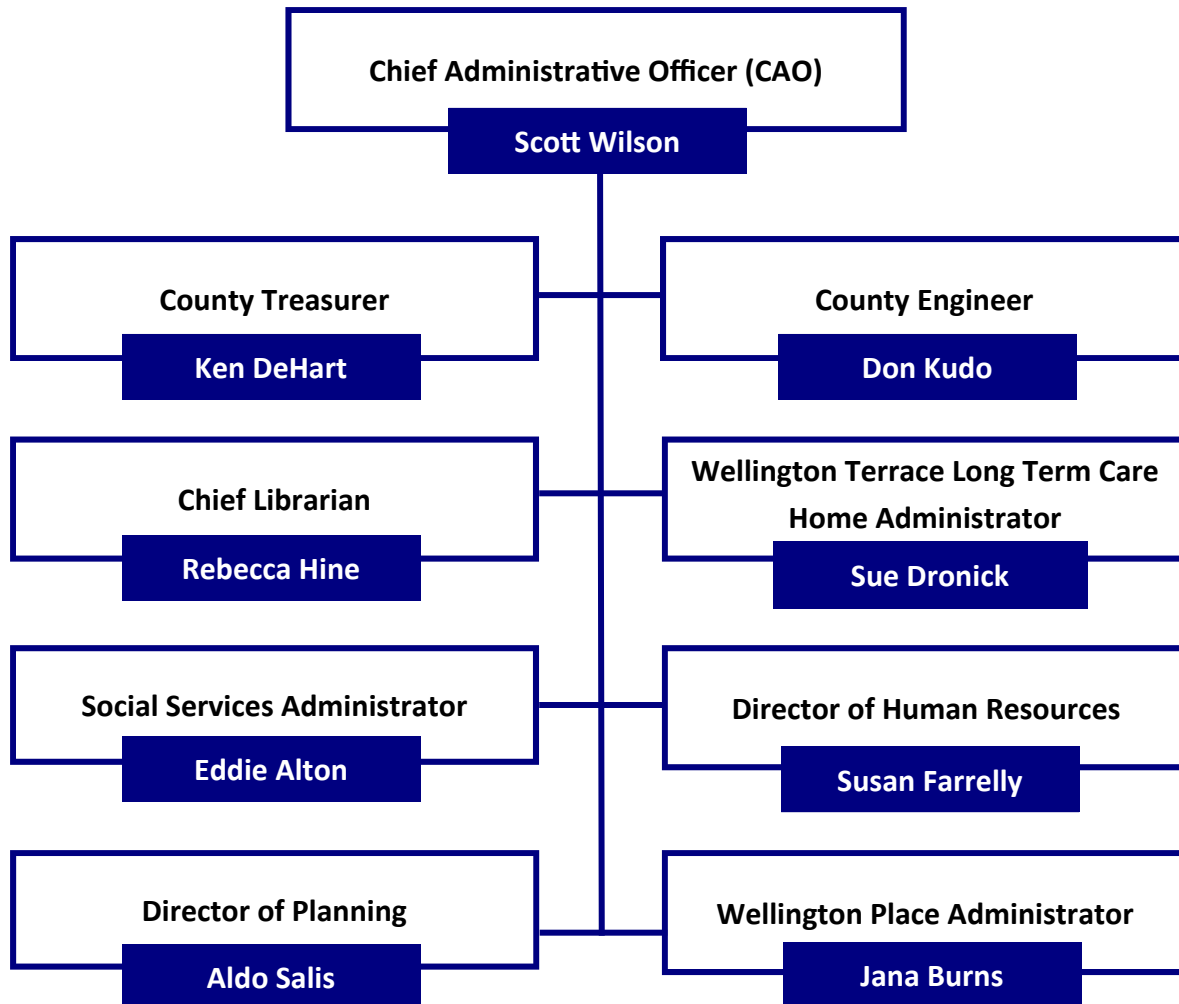 Chief Administrative Officer (CAO)
Scott Wilson
County Treasurer
Ken DeHart
County Engineer
Don Kudo
Chief Librarian
Rebecca Hine
Wellington Terrace Long Term Care
Home Administrator
Sue Dronick
Social Services Administrator
Eddie Alton
Director of Human Resources
Susan Farrelly
Director of Planning
Aldo Salis
Wellington Place Administrator
Jana Burns